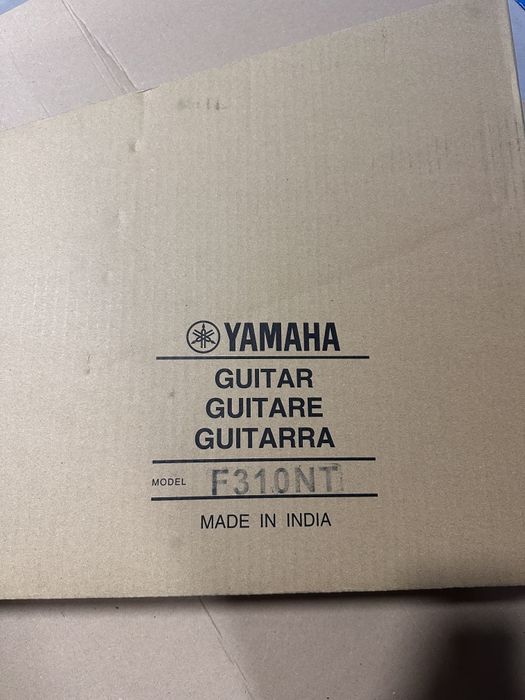 YAMAHA
GUITAR
GUITARE
GUITARRA
MODEL F310NT
MADE IN INDIA